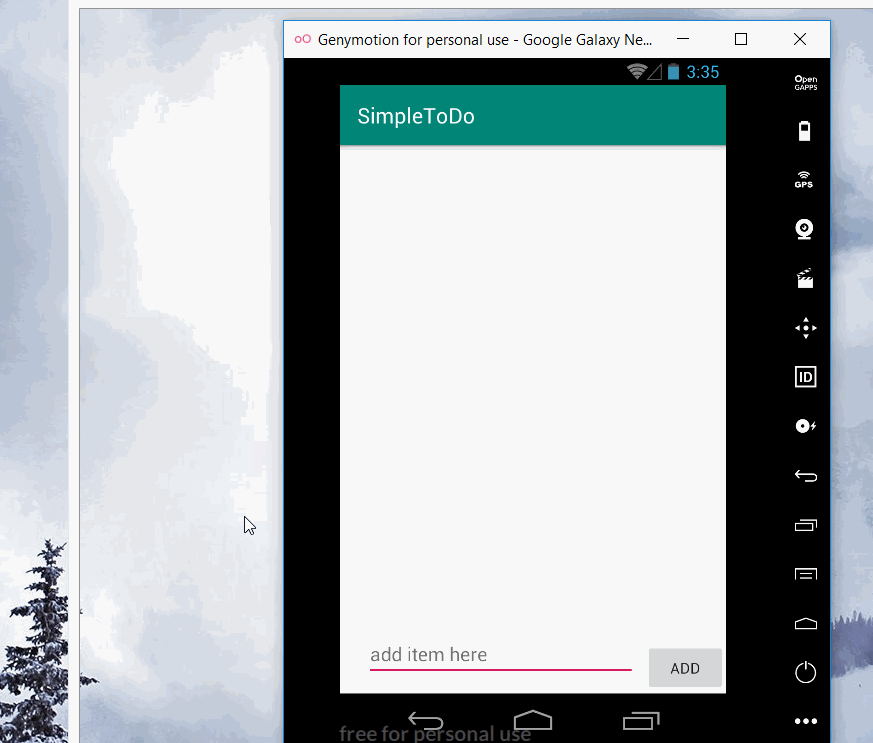 Genymotion for personal use - Google Galaxy Ne...
3:35
Open
GAPPS
SimpleToDo
GPS
ID
add item here
ADD
free for personal use